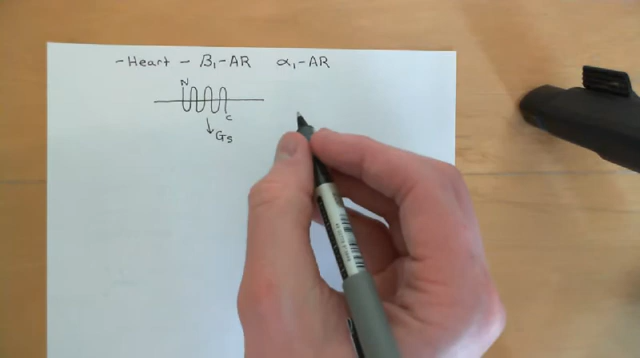 - Heart - β₁-AR α₁-AR
N
C
↓ Gs